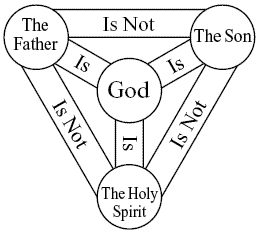 The
Father
Is Not
The Son
Is
Is
God
Is Not
Is
Is Not
The Holy
Spirit